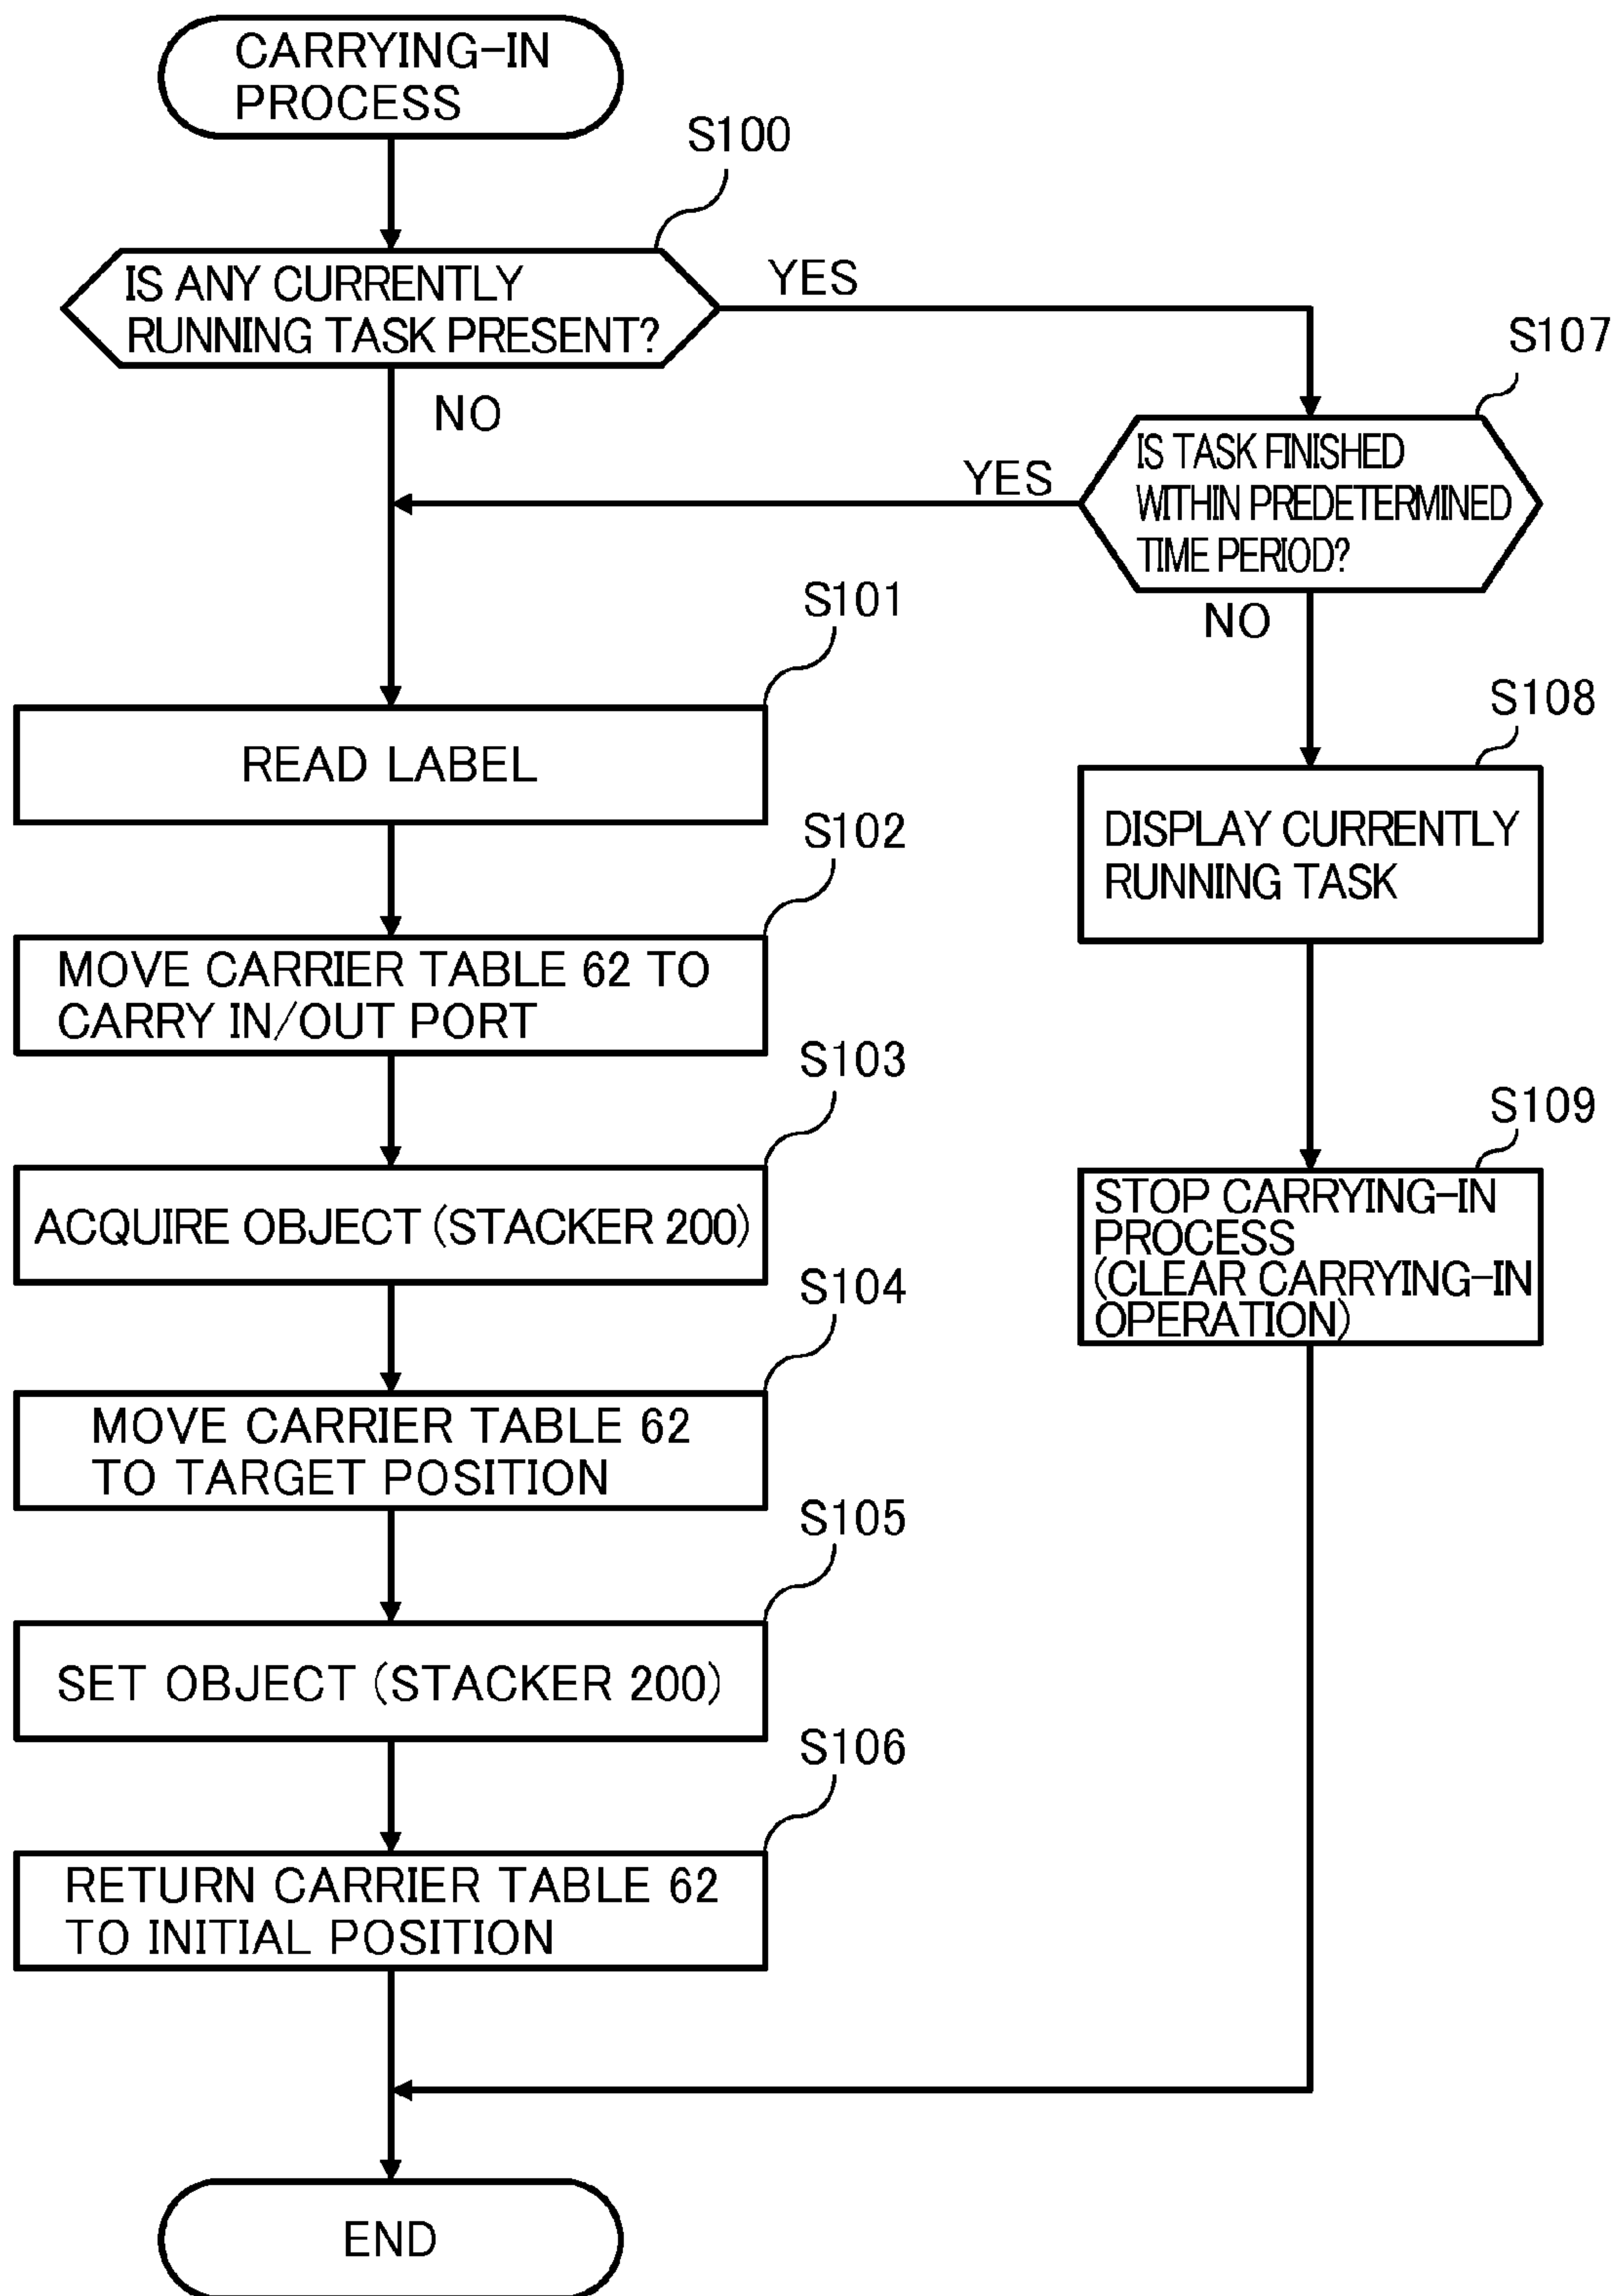 CARRYING-IN
PROCESS
S100
IS ANY CURRENTLY
RUNNING TASK PRESENT?
YES
NO
S107
IS TASK FINISHED
WITHIN PREDETERMINED
TIME PERIOD?
YES
NO
S101
READ LABEL
S108
DISPLAY CURRENTLY
RUNNING TASK
S102
MOVE CARRIER TABLE 62 TO
CARRY IN/OUT PORT
S103
ACQUIRE OBJECT (STACKER 200)
S109
STOP CARRYING-IN
PROCESS
(CLEAR CARRYING-IN
OPERATION)
S104
MOVE CARRIER TABLE 62
TO TARGET POSITION
S105
SET OBJECT (STACKER 200)
S106
RETURN CARRIER TABLE 62
TO INITIAL POSITION
END